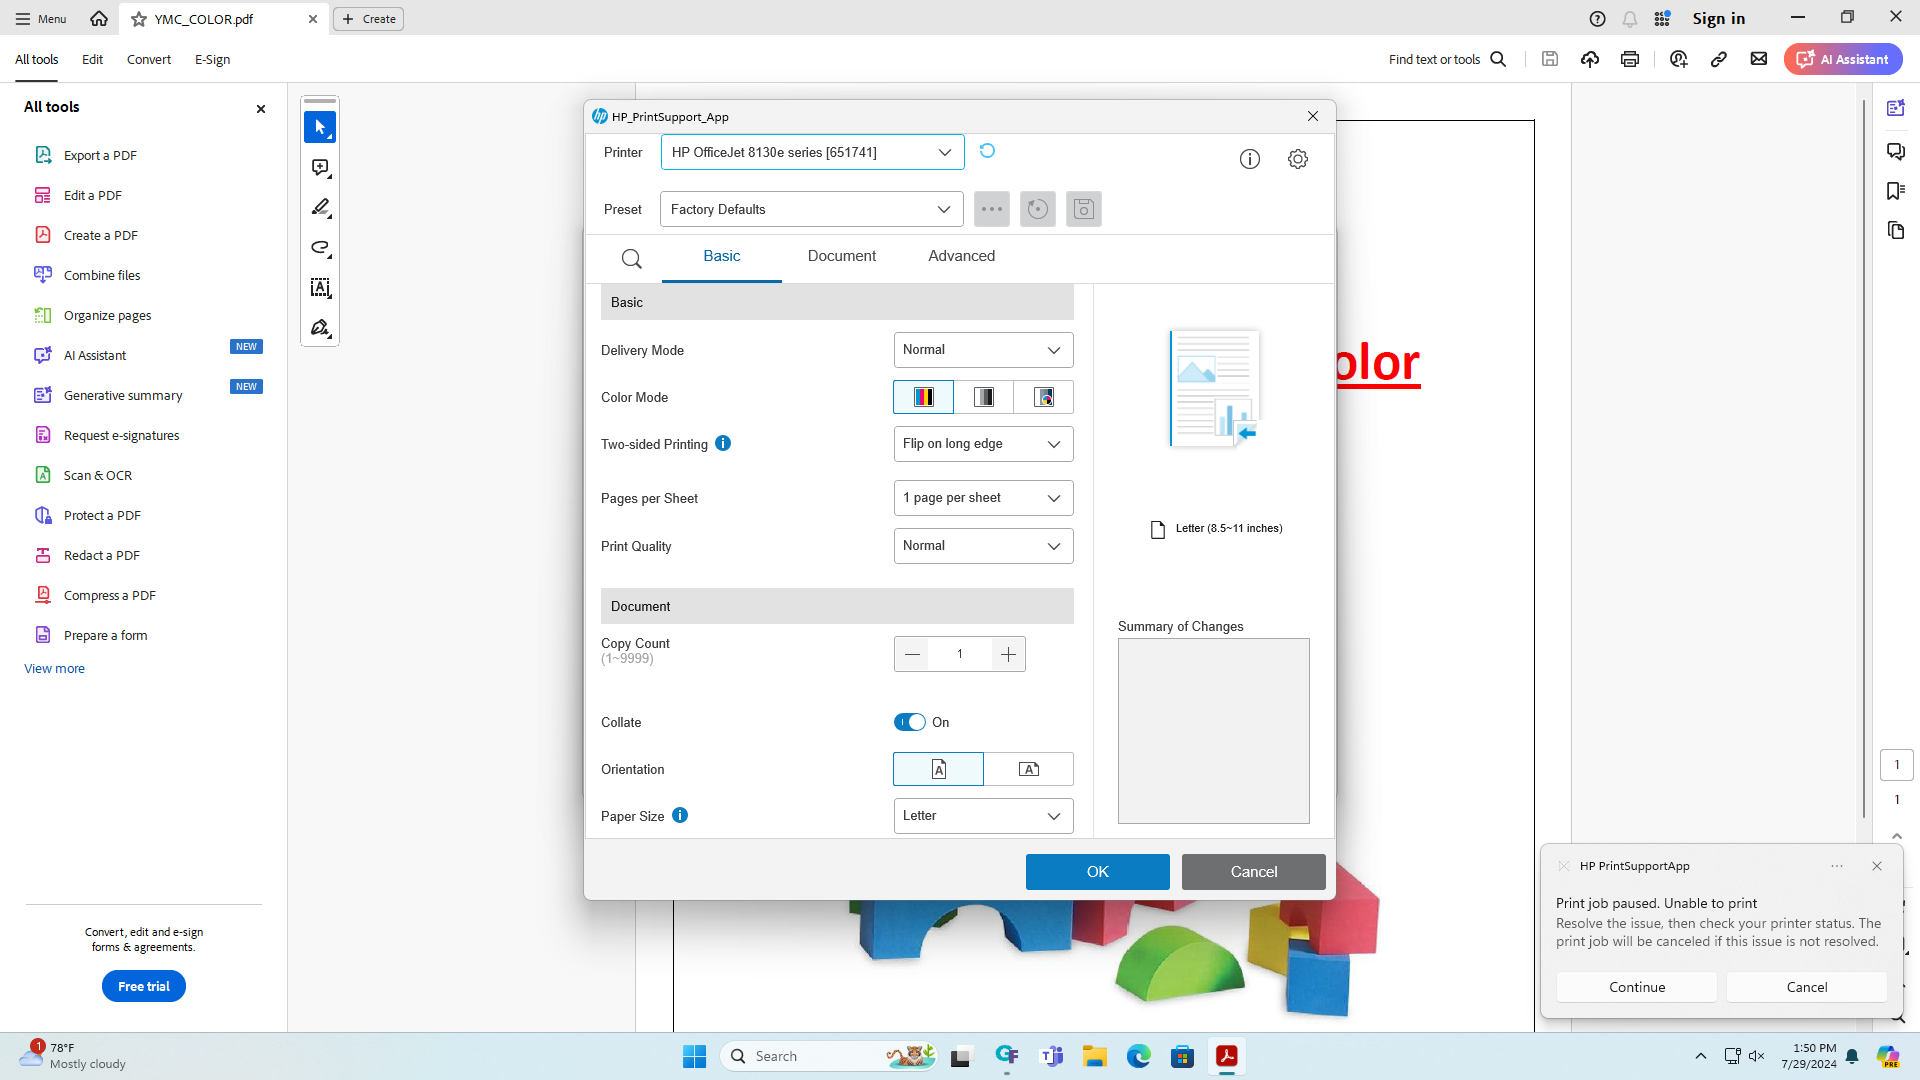 Menu
YMC_COLOR.pdf
Create
Sign in
All tools
Edit
Convert
E-Sign
Find text or tools
AI Assistant
All tools
Export a PDF
Edit a PDF
Create a PDF
Combine files
Organize pages
AI Assistant
NEW
Generative summary
NEW
Request e-signatures
Scan & OCR
Protect a PDF
Redact a PDF
Compress a PDF
Prepare a form
View more
Convert, edit and e-sign
forms & agreements.
Free trial
olor
HP_PrintSupport_App
Printer
HP OfficeJet 8130e series [651741]
Preset
Factory Defaults
Basic
Document
Advanced
Basic
Delivery Mode
Normal
Color Mode
Two-sided Printing
Flip on long edge
Pages per Sheet
1 page per sheet
Print Quality
Normal
Document
Copy Count
(1~9999)
1
Collate
On
Orientation
Paper Size
Letter
Letter (8.5~11 inches)
Summary of Changes
OK
Cancel
1
1
HP PrintSupportApp
Print job paused. Unable to print
Resolve the issue, then check your printer status. The
print job will be canceled if this issue is not resolved.
Continue
Cancel
1
78°F
Mostly cloudy
Search
1:50 PM
7/29/2024
PRE